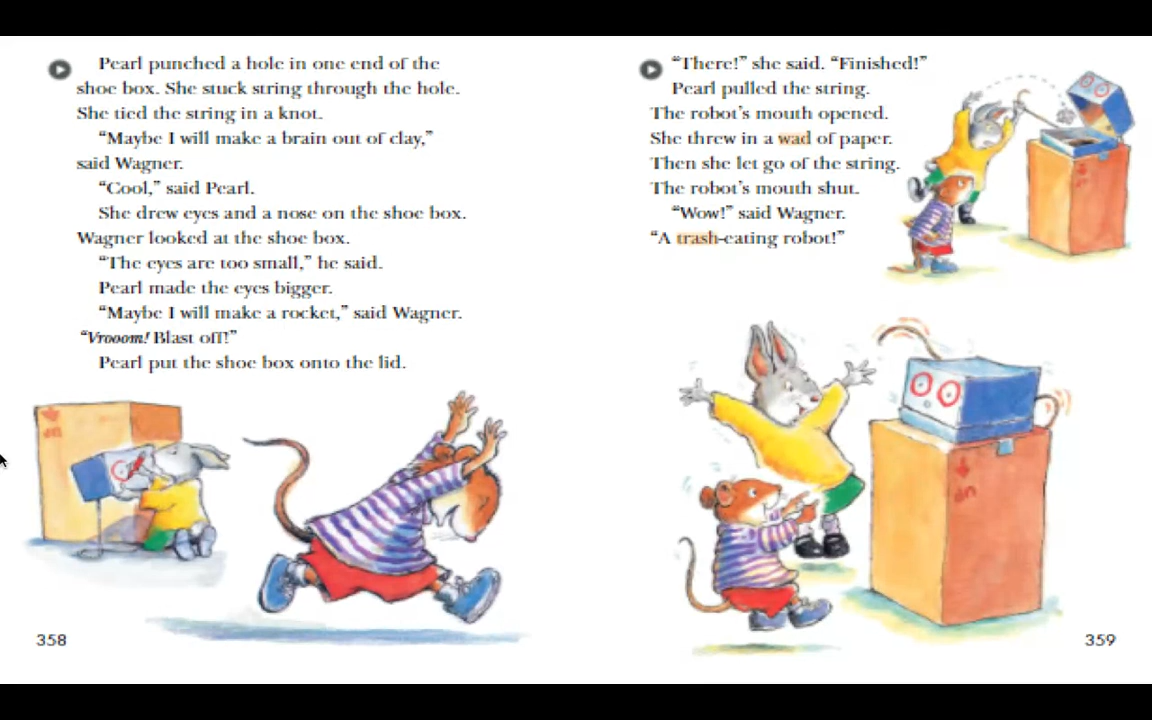 Pearl punched a hole in one end of the
shoe box. She stuck string through the hole.
She tied the string in a knot.
“Maybe I will make a brain out of clay,”
said Wagner.
“Cool,” said Pearl.
She drew eyes and a nose on the shoe box.
Wagner looked at the shoe box.
“The eyes are too small,” he said.
Pearl made the eyes bigger.
“Maybe I will make a rocket,” said Wagner.
“Vrooom! Blast off!”
Pearl put the shoe box onto the lid.
358
“There!” she said. “Finished!”
Pearl pulled the string.
The robot’s mouth opened.
She threw in a wad of paper.
Then she let go of the string.
The robot’s mouth shut.
“Wow!” said Wagner.
“A trash-eating robot!”
359